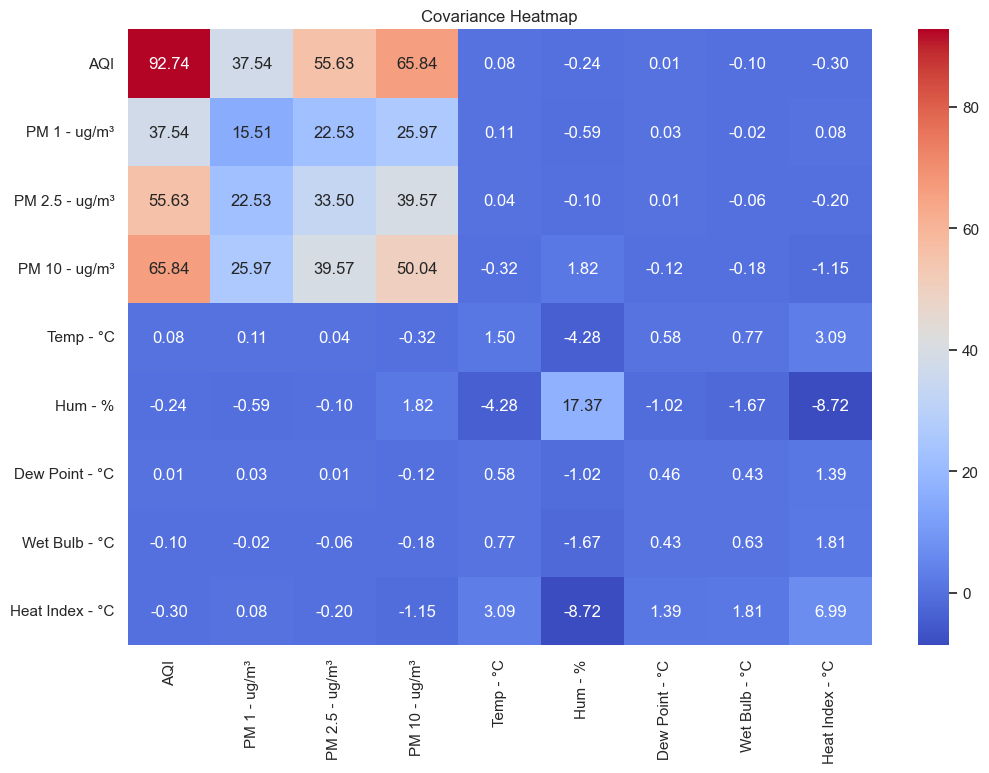 Covariance Heatmap
AQI 92.74 37.54 55.63 65.84 0.08 -0.24 0.01 -0.10 -0.30
PM 1 - ug/m³ 37.54 15.51 22.53 25.97 0.11 -0.59 0.03 -0.02 0.08
PM 2.5 - ug/m³ 55.63 22.53 33.50 39.57 0.04 -0.10 0.01 -0.06 -0.20
PM 10 - ug/m³ 65.84 25.97 39.57 50.04 -0.32 1.82 -0.12 -0.18 -1.15
Temp - °C 0.08 0.11 0.04 -0.32 1.50 -4.28 0.58 0.77 3.09
Hum - % -0.24 -0.59 -0.10 1.82 -4.28 17.37 -1.02 -1.67 -8.72
Dew Point - °C 0.01 0.03 0.01 -0.12 0.58 -1.02 0.46 0.43 1.39
Wet Bulb - °C -0.10 -0.02 -0.06 -0.18 0.77 -1.67 0.43 0.63 1.81
Heat Index - °C -0.30 0.08 -0.20 -1.15 3.09 -8.72 1.39 1.81 6.99
AQI
PM 1 - ug/m³
PM 2.5 - ug/m³
PM 10 - ug/m³
Temp - °C
Hum - %
Dew Point - °C
Wet Bulb - °C
Heat Index - °C
80
60
40
20
0